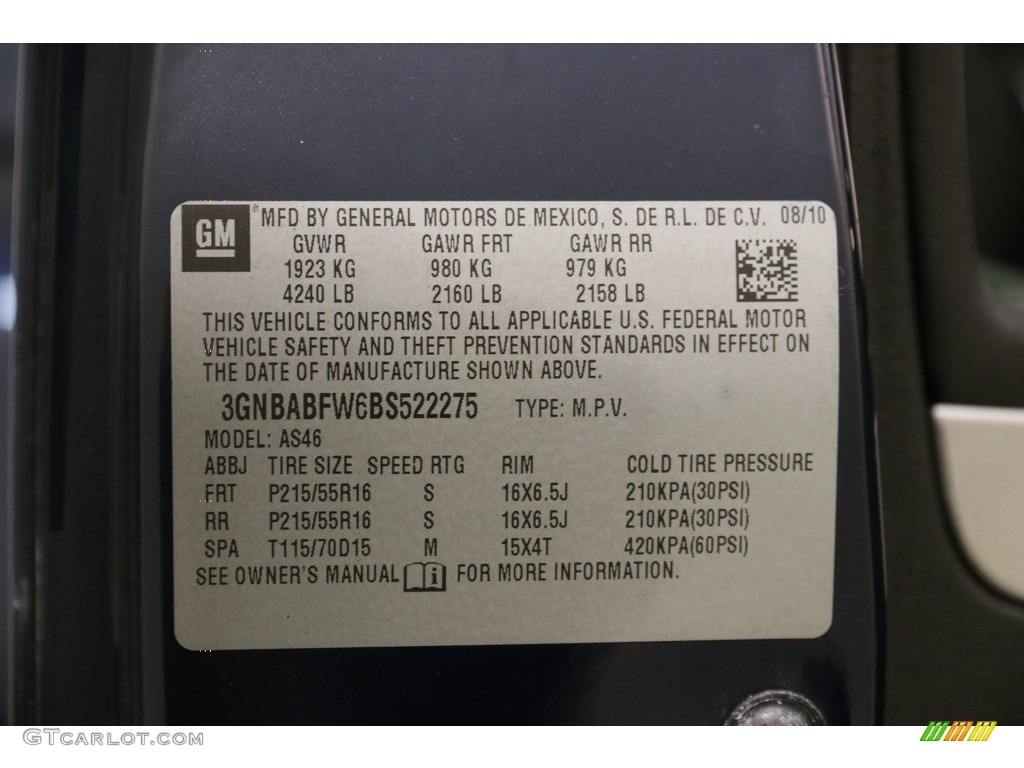 GM ® MFD BY GENERAL MOTORS DE MEXICO, S. DE R.L. DE C.V. 08/10
GVWR GAWR FRT GAWR RR
1923 KG 980 KG 979 KG
4240 LB 2160 LB 2158 LB
THIS VEHICLE CONFORMS TO ALL APPLICABLE U.S. FEDERAL MOTOR
VEHICLE SAFETY AND THEFT PREVENTION STANDARDS IN EFFECT ON
THE DATE OF MANUFACTURE SHOWN ABOVE.
3GNBABFW6BS522275 TYPE: M.P.V.
MODEL: AS46
ABBJ TIRE SIZE SPEED RTG RIM COLD TIRE PRESSURE
FRT P215/55R16 S 16X6.5J 210KPA(30PSI)
RR P215/55R16 S 16X6.5J 210KPA(30PSI)
SPA T115/70D15 M 15X4T 420KPA(60PSI)
SEE OWNER'S MANUAL i FOR MORE INFORMATION.
GTCarlot.com